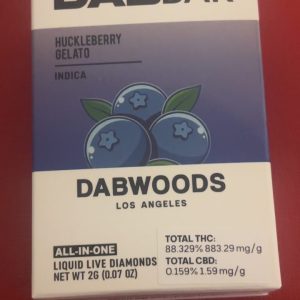 HUCKLEBERRY
GELATO
INDICA
DABWOODS
LOS ANGELES
ALL-IN-ONE
LIQUID LIVE DIAMONDS
NET WT 2G (0.07 OZ)
TOTAL THC:
88.329% 883.29 mg/g
TOTAL CBD:
0.159% 1.59 mg/g